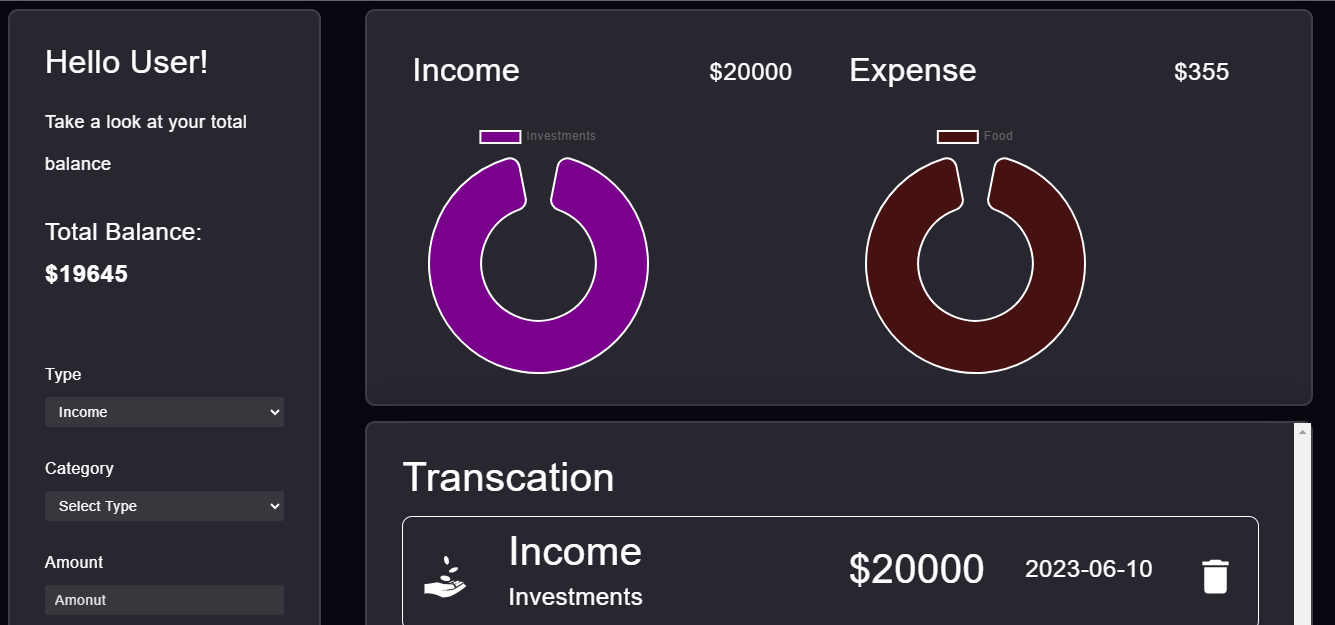 Hello User!
Take a look at your total
balance
Total Balance:
$19645
Type
Income
Category
Select Type
Amount
Amonut
Income $20000
Investments
Expense $355
Food
Transcation
Income
Investments
$20000
2023-06-10